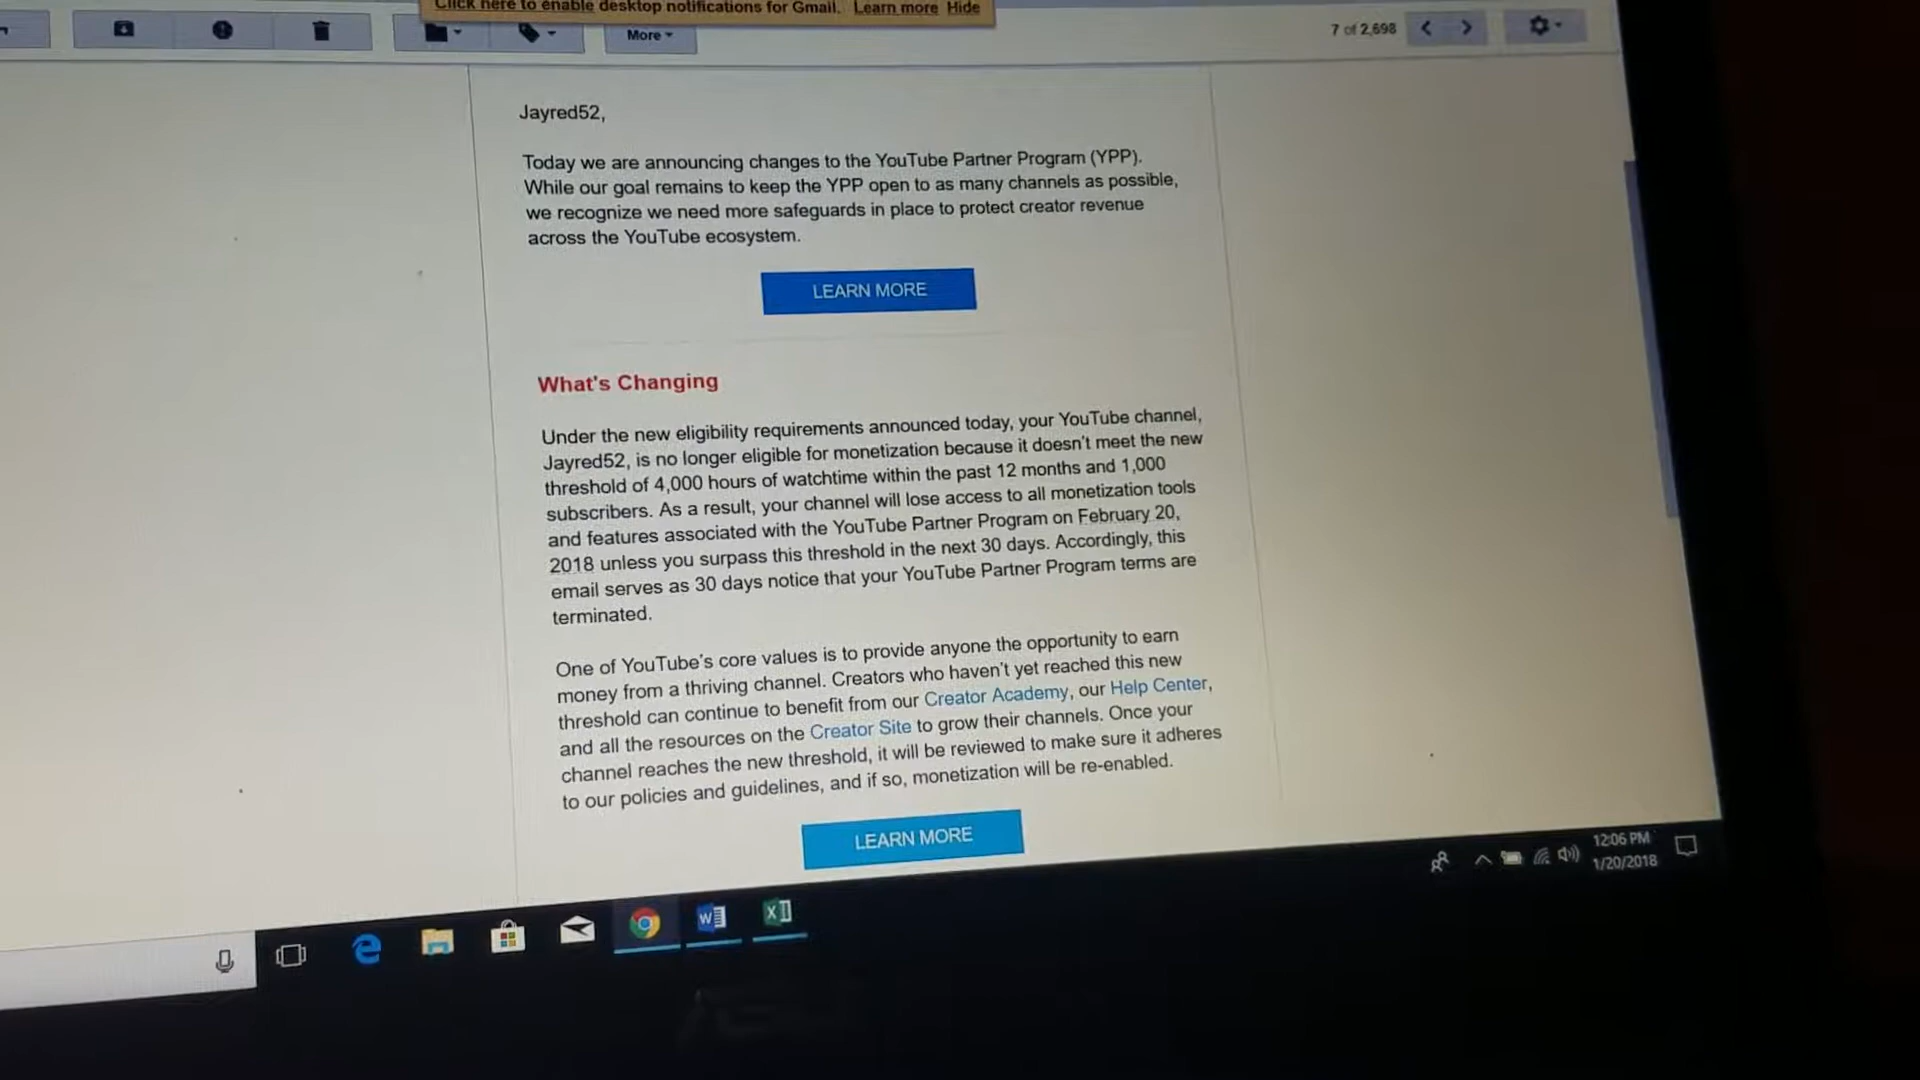 Click here to enable desktop notifications for Gmail. Learn more Hide
More
7 of 2,698
Jayred52,
Today we are announcing changes to the YouTube Partner Program (YPP).
While our goal remains to keep the YPP open to as many channels as possible,
we recognize we need more safeguards in place to protect creator revenue
across the YouTube ecosystem.
LEARN MORE
What's Changing
Under the new eligibility requirements announced today, your YouTube channel,
Jayred52, is no longer eligible for monetization because it doesn't meet the new
threshold of 4,000 hours of watchtime within the past 12 months and 1,000
subscribers. As a result, your channel will lose access to all monetization tools
and features associated with the YouTube Partner Program on February 20,
2018 unless you surpass this threshold in the next 30 days. Accordingly, this
email serves as 30 days notice that your YouTube Partner Program terms are
terminated.
One of YouTube's core values is to provide anyone the opportunity to earn
money from a thriving channel. Creators who haven't yet reached this new
threshold can continue to benefit from our Creator Academy, our Help Center,
and all the resources on the Creator Site to grow their channels. Once your
channel reaches the new threshold, it will be reviewed to make sure it adheres
to our policies and guidelines, and if so, monetization will be re-enabled.
LEARN MORE
12:06 PM
1/20/2018